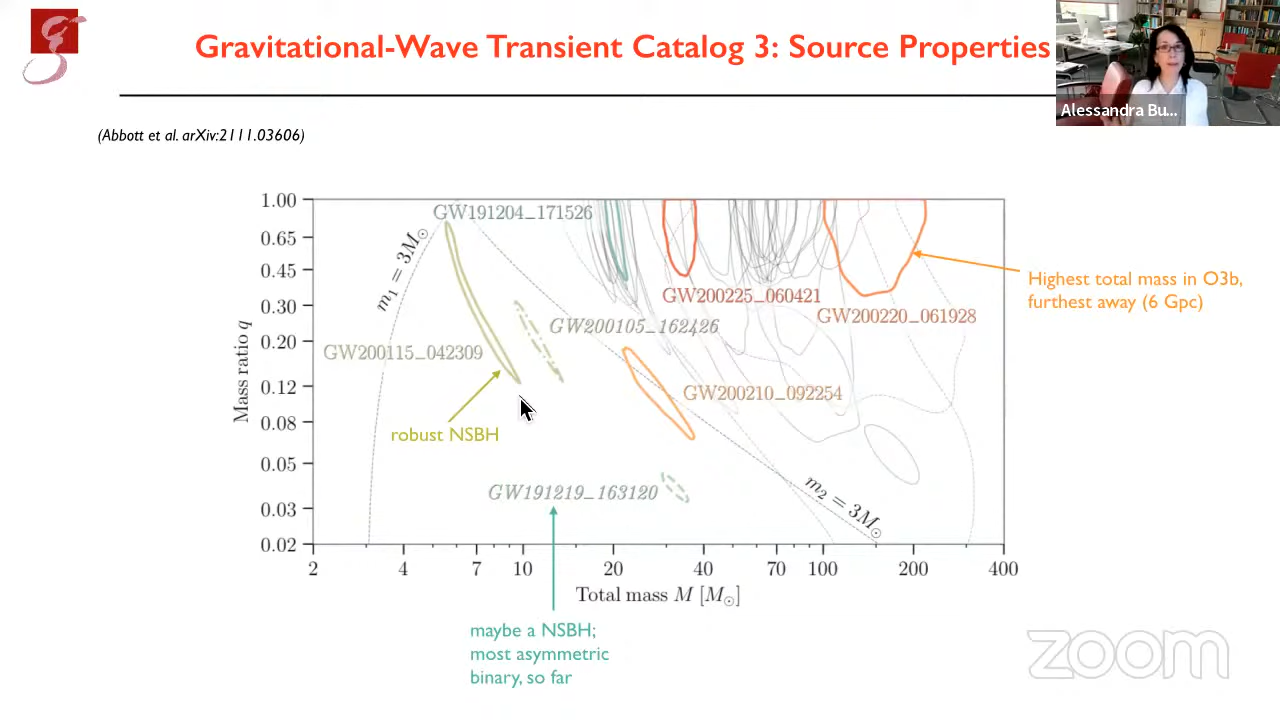 Gravitational-Wave Transient Catalog 3: Source Properties
Alessandra Bu...
(Abbott et al. arXiv:2111.03606)
1.00
0.65
0.45
0.30
0.20
0.12
0.08
0.05
0.03
0.02
Mass ratio q
m₁ = 3M☉
GW191204_171526
GW200225_060421
GW200220_061928
GW200105_162426
GW200115_042309
GW200210_092254
robust NSBH
GW191219_163120
m₂ = 3M☉
Highest total mass in O3b,
furthest away (6 Gpc)
2 4 7 10 20 40 70 100 200 400
Total mass M [M☉]
maybe a NSBH;
most asymmetric
binary, so far
zoom